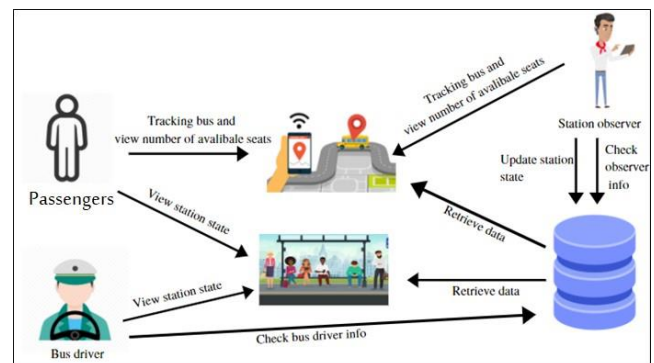 Tracking bus and
view number of avalibale seats
Passengers
Tracking bus and
view number of avalibale seats
Station observer
Update station
state
Check
observer
info
View station state
Retrieve data
View station state
Retrieve data
Bus driver
Check bus driver info